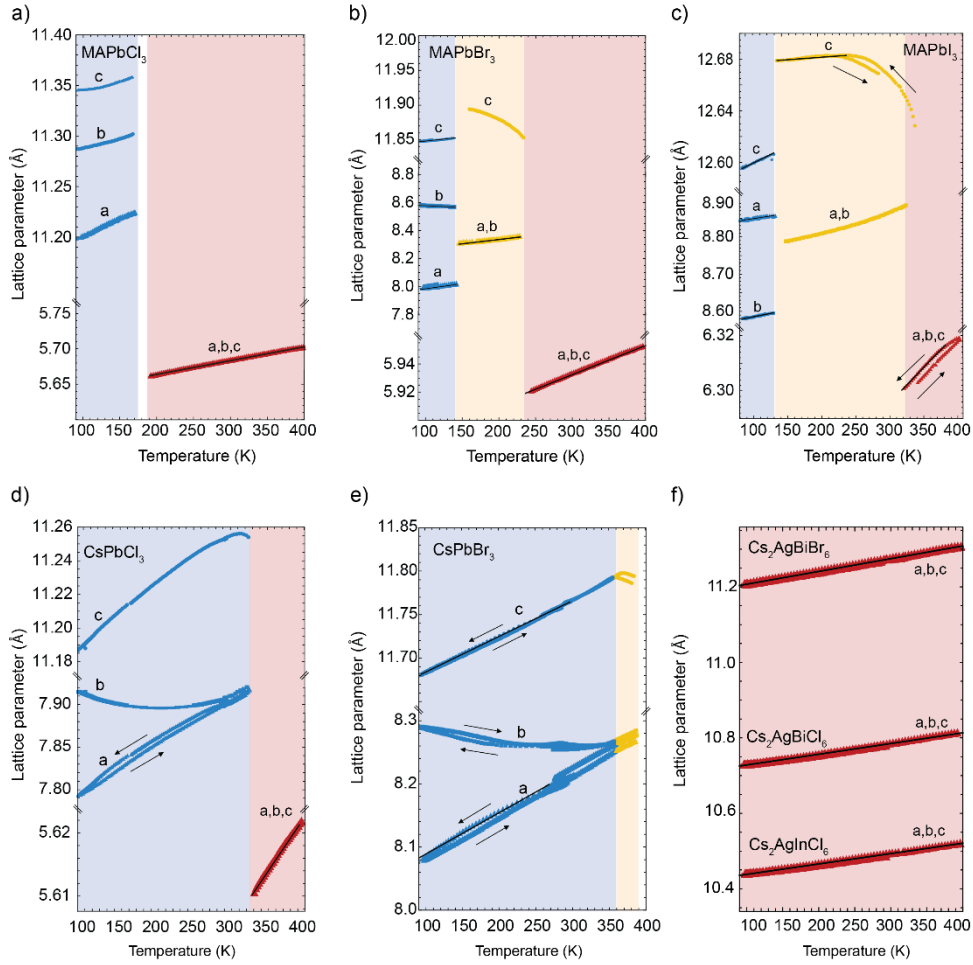 a)
MAPbCl3
11.40
11.30
11.20
5.75
5.70
5.65
c
b
a
a,b,c
100 150 200 250 300 350 400
Temperature (K)
Lattice parameter (Å)
b)
MAPbBr3
12.00
11.95
11.90
11.85
8.8
8.6
8.4
8.2
8.0
7.8
5.94
5.92
c
c
b
a,b
a
a,b,c
100 150 200 250 300 350 400
Temperature (K)
Lattice parameter (Å)
c)
MAPbI3
12.68
12.64
12.60
8.90
8.80
8.70
8.60
6.32
6.30
c
c
a
a,b
b
a,b,c
100 150 200 250 300 350 400
Temperature (K)
Lattice parameter (Å)
d)
CsPbCl3
11.26
11.24
11.22
11.20
11.18
7.90
7.85
7.80
5.62
5.61
c
b
a
a,b,c
100 150 200 250 300 350 400
Temperature (K)
Lattice parameter (Å)
e)
CsPbBr3
11.85
11.80
11.75
11.70
8.3
8.2
8.1
8.0
c
b
a
100 150 200 250 300 350 400
Temperature (K)
Lattice parameter (Å)
f)
Cs2AgBiBr6
a,b,c
Cs2AgBiCl6
a,b,c
Cs2AgInCl6
a,b,c
11.2
11.0
10.8
10.6
10.4
100 150 200 250 300 350 400
Temperature (K)
Lattice parameter (Å)